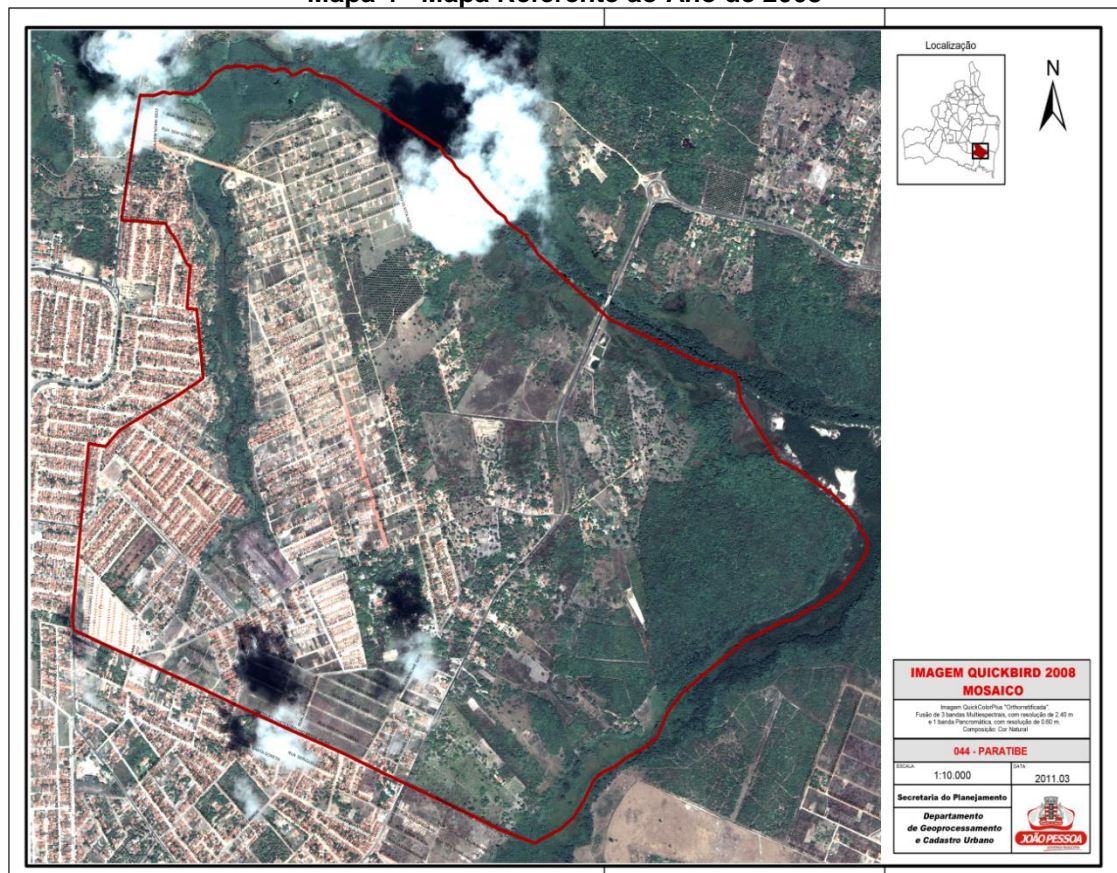 Mapa 4 - Mapa Referente ao Ano de 2008
Localização
N
IMAGEM QUICKBIRD 2008
MOSAICO
Imagem QuickColorPlus "Orthorretificada".
Fusão de 3 bandas Multiespectrais, com resolução de 2.40 m
e 1 banda Pancromática, com resolução de 0.60 m.
Composição: Cor Natural
044 - PARATIBE
ESCALA:
1:10.000
DATA:
2011.03
Secretaria do Planejamento
Departamento
de Geoprocessamento
e Cadastro Urbano
JOÃO PESSOA